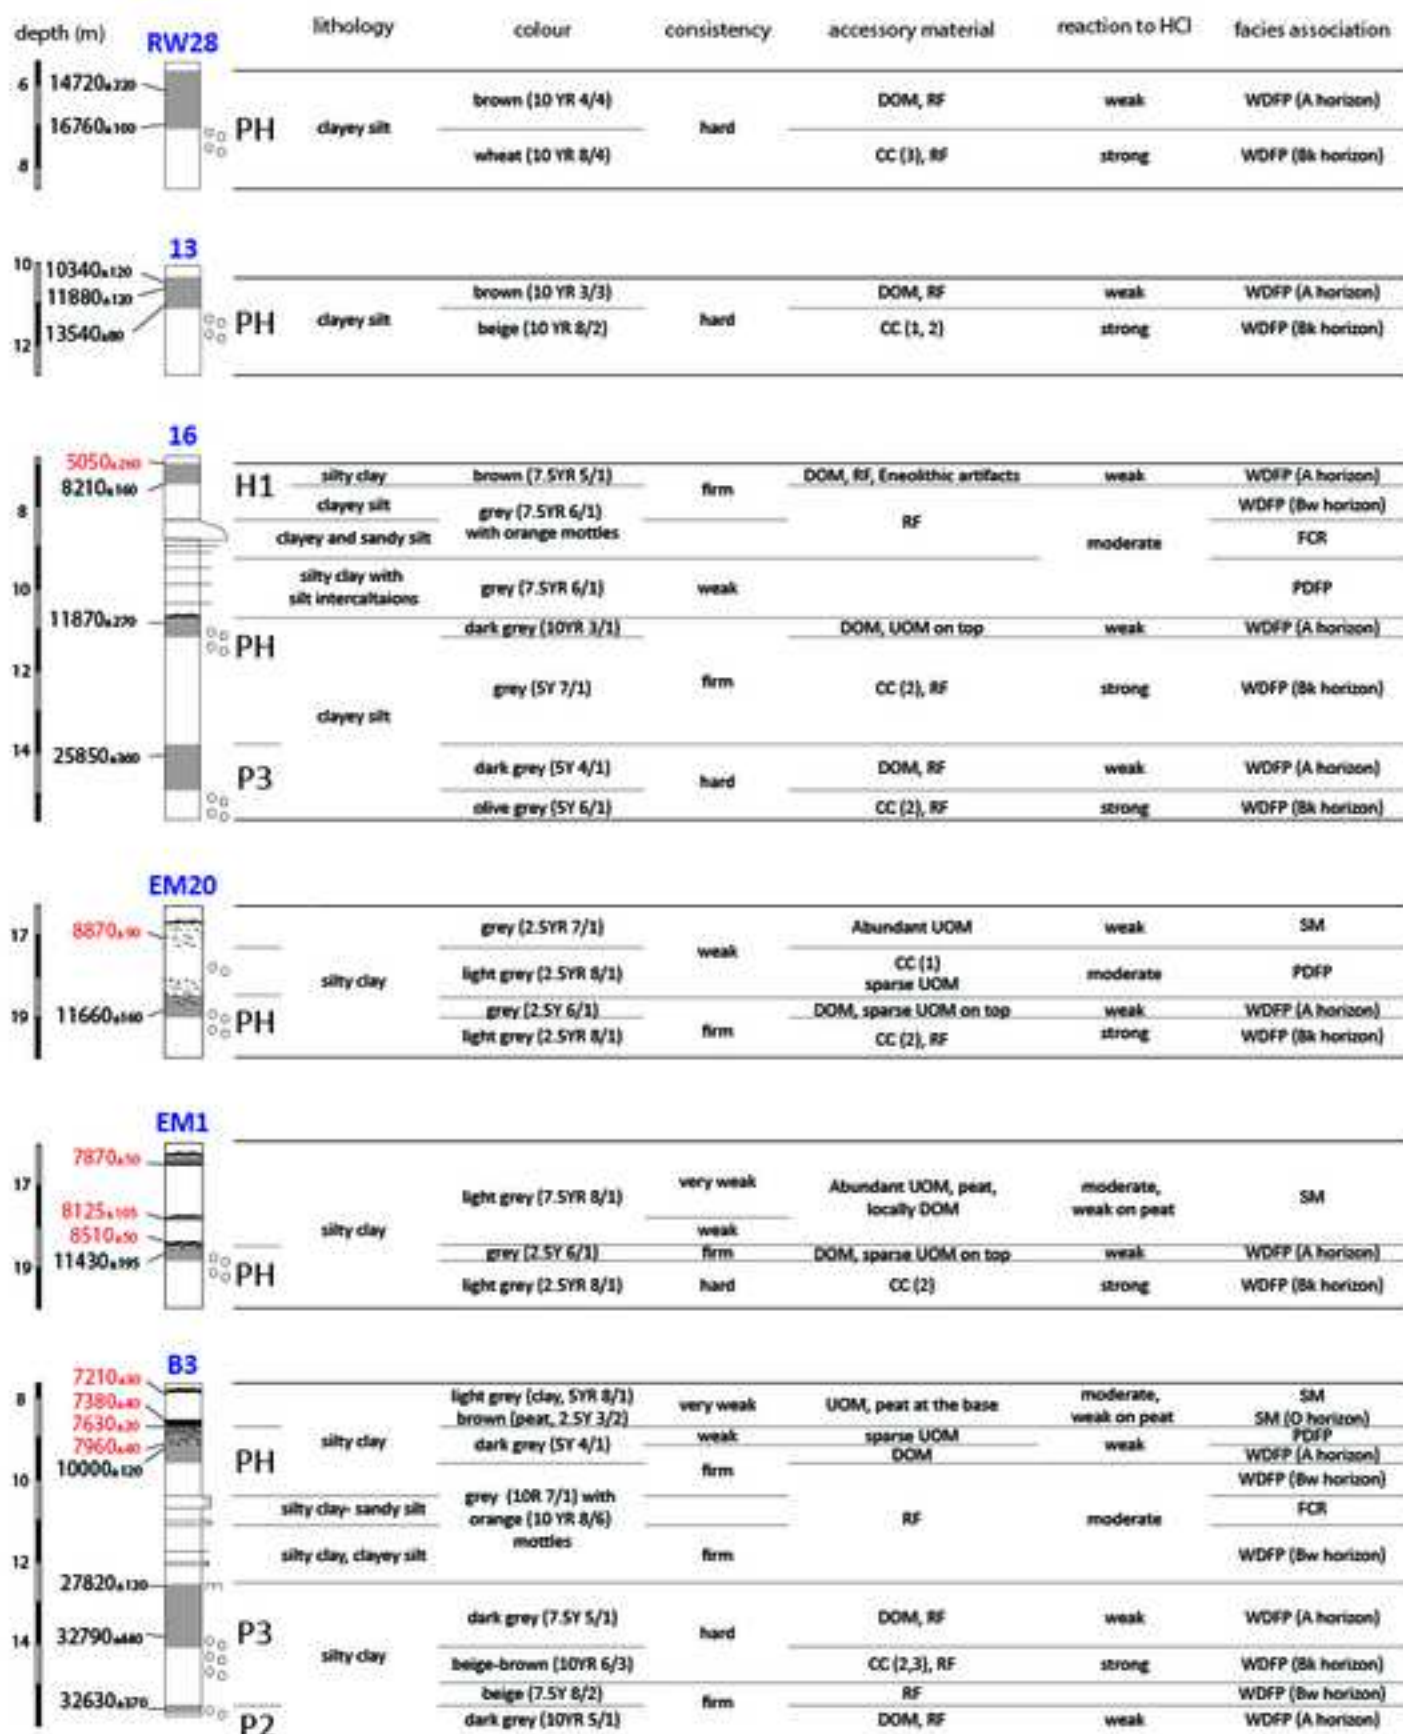 depth (m) RW28 lithology colour consistency accessory material reaction to HCl facies association
6 14720±220 brown (10 YR 4/4) DOM, RF weak WDFP (A horizon)
16760±100 PH clayey silt hard
8 wheat (10 YR 8/4) CC (3), RF strong WDFP (Bk horizon)
13
10 10340±120
11880±120 brown (10 YR 3/3) DOM, RF weak WDFP (A horizon)
13540±80 PH clayey silt hard
12 beige (10 YR 8/2) CC (1, 2) strong WDFP (Bk horizon)
16
5050±260 silty clay brown (7.5YR 5/1) DOM, RF, Eneolithic artifacts weak WDFP (A horizon)
8210±160 H1 firm
8 clayey silt grey (7.5YR 6/1) RF WDFP (Bw horizon)
clayey and sandy silt with orange mottles moderate FCR
silty clay with
10 silt intercaltaions grey (7.5YR 6/1) weak PDFP
11870±270 dark grey (10YR 3/1) DOM, UOM on top weak WDFP (A horizon)
PH
12 grey (5Y 7/1) firm CC (2), RF strong WDFP (Bk horizon)
clayey silt
14 25850±360 dark grey (5Y 4/1) DOM, RF weak WDFP (A horizon)
P3 hard
olive grey (5Y 6/1) CC (2), RF strong WDFP (Bk horizon)
EM20
17 8870±90 grey (2.5YR 7/1) Abundant UOM weak SM
weak
silty clay light grey (2.5YR 8/1) CC (1) moderate PDFP
sparse UOM
19 11660±560 grey (2.5Y 6/1) DOM, sparse UOM on top weak WDFP (A horizon)
PH light grey (2.5YR 8/1) firm CC (2), RF strong WDFP (Bk horizon)
EM1
7870±50
17 very weak Abundant UOM, peat, moderate,
8125±105 light grey (7.5YR 8/1) locally DOM weak on peat SM
8510±50 silty clay weak
11430±595 grey (2.5Y 6/1) firm DOM, sparse UOM on top weak WDFP (A horizon)
19 PH light grey (2.5YR 8/1) hard CC (2) strong WDFP (Bk horizon)
B3
7210±30
8 7380±40 light grey (clay, 5YR 8/1) very weak UOM, peat at the base moderate, SM
7630±20 brown (peat, 2.5Y 3/2) weak on peat SM (O horizon)
7960±40 silty clay dark grey (5Y 4/1) weak sparse UOM weak PDFP
10000±120 PH DOM WDFP (A horizon)
10 firm WDFP (Bw horizon)
silty clay- sandy silt grey (10R 7/1) with FCR
orange (10 YR 8/6) RF moderate
mottles
12 silty clay, clayey silt firm WDFP (Bw horizon)
27820±130
dark grey (7.5Y 5/1) DOM, RF weak WDFP (A horizon)
14 32790±440 P3 hard
silty clay beige-brown (10YR 6/3) CC (2,3), RF strong WDFP (Bk horizon)
32630±370 beige (7.5Y 8/2) firm RF WDFP (Bw horizon)
P2 dark grey (10YR 5/1) DOM, RF weak WDFP (A horizon)